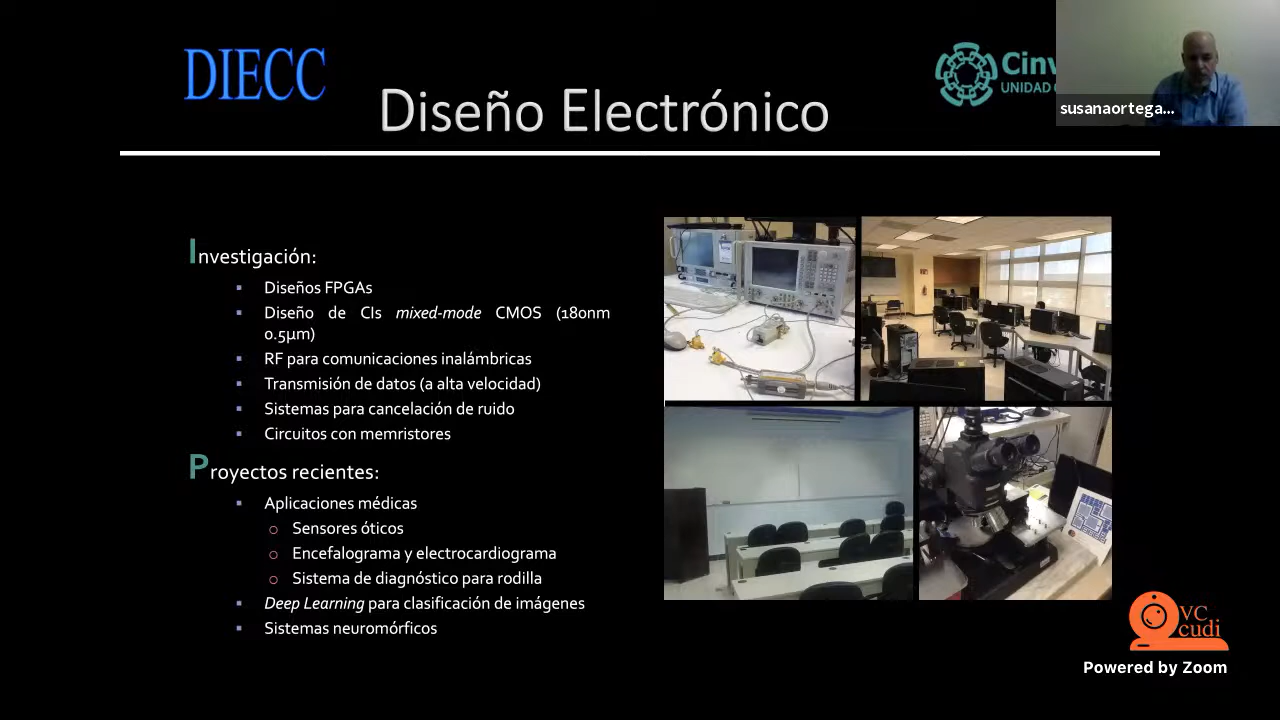 DIECC
Diseño Electrónico
Cinv
UNIDAD
susanaortega...
Investigación:
Diseños FPGAs
Diseño de CIs mixed-mode CMOS (180nm
0.5µm)
RF para comunicaciones inalámbricas
Transmisión de datos (a alta velocidad)
Sistemas para cancelación de ruido
Circuitos con memristores
Proyectos recientes:
Aplicaciones médicas
Sensores óticos
Encefalograma y electrocardiograma
Sistema de diagnóstico para rodilla
Deep Learning para clasificación de imágenes
Sistemas neuromórficos
VC
cudi
Powered by Zoom